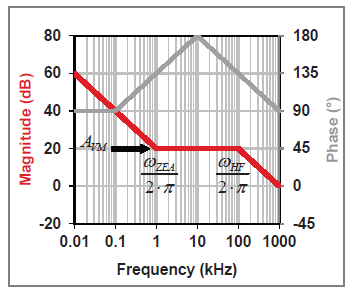 80 180
60 135
40 90
A_VM
20 45
ω_ZEA ω_HF
2·π 2·π
0 0
-20 -45
0.01 0.1 1 10 100 1000
Frequency (kHz)
Magnitude (dB)
Phase (°)